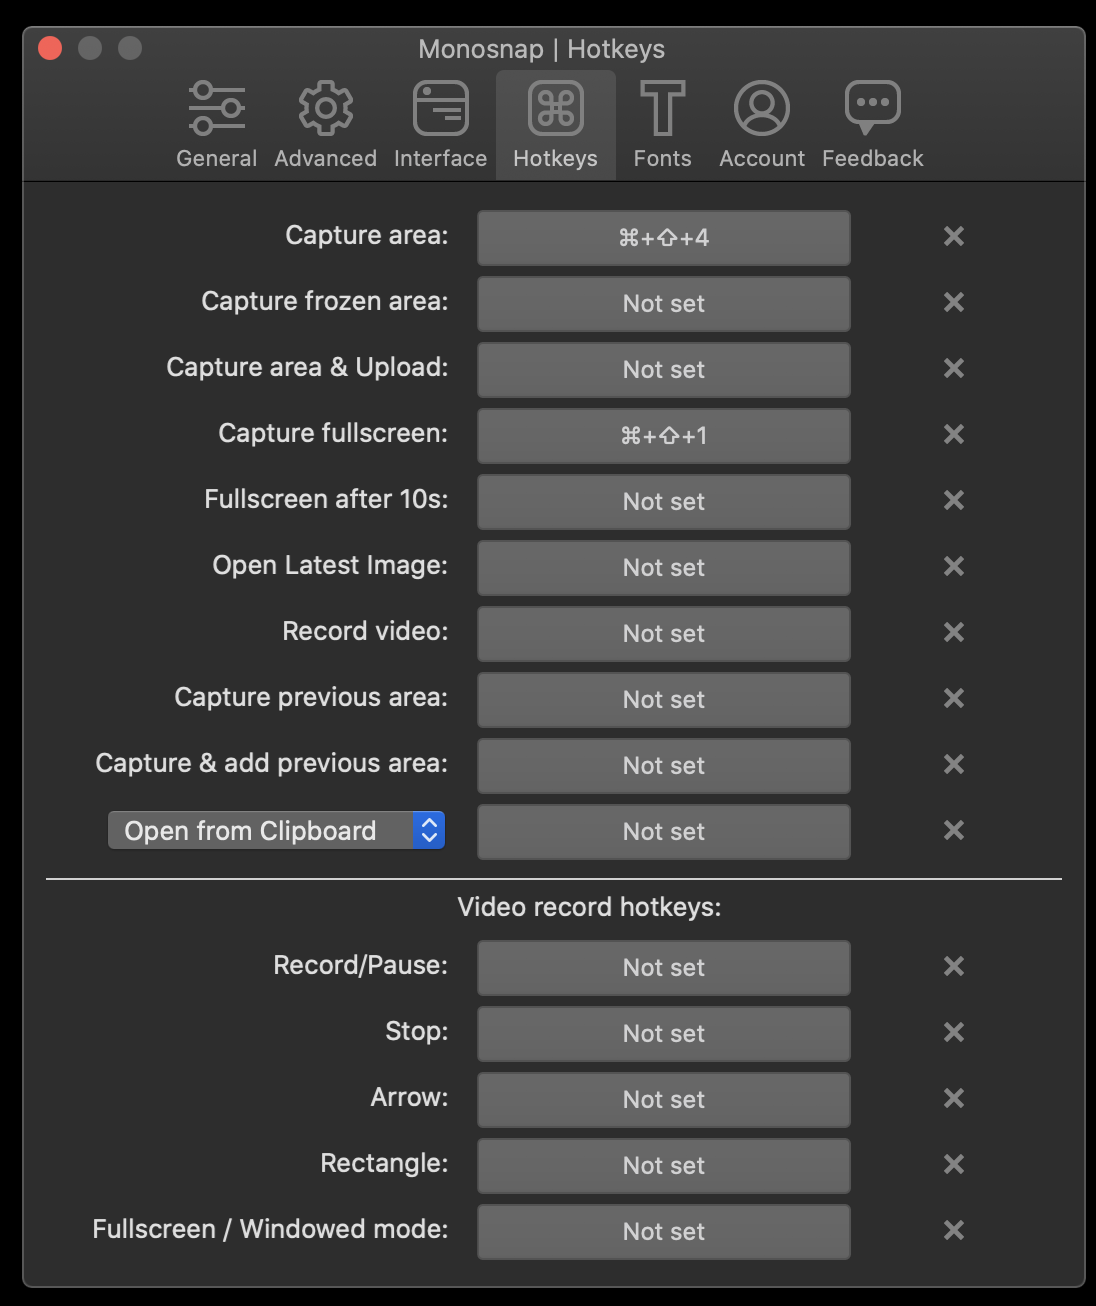 Monosnap | Hotkeys
General Advanced Interface Hotkeys Fonts Account Feedback
Capture area: ⌘+⇧+4
Capture frozen area: Not set
Capture area & Upload: Not set
Capture fullscreen: ⌘+⇧+1
Fullscreen after 10s: Not set
Open Latest Image: Not set
Record video: Not set
Capture previous area: Not set
Capture & add previous area: Not set
Open from Clipboard Not set
Video record hotkeys:
Record/Pause: Not set
Stop: Not set
Arrow: Not set
Rectangle: Not set
Fullscreen / Windowed mode: Not set